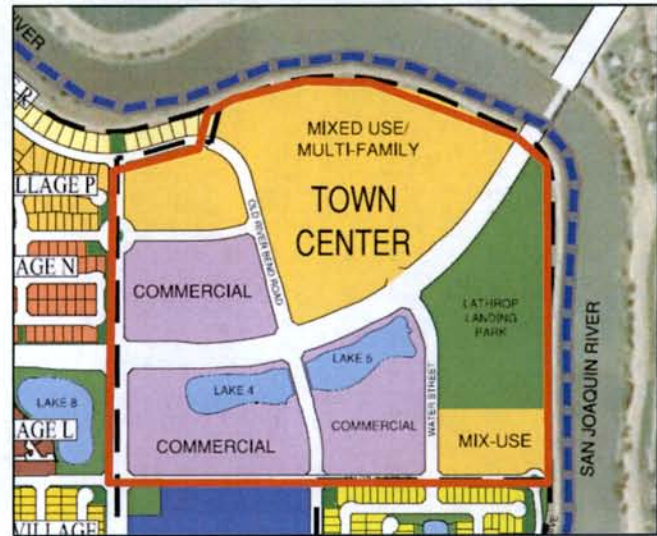 RIVER
MIXED USE/
MULTI-FAMILY
LLAGE P
TOWN
CENTER
OLD RIVER BEND ROAD
AGE N
COMMERCIAL
LATHROP
LANDING
PARK
SAN JOAQUIN RIVER
LAKE 5
LAKE 4
LAKE 8
WATER STREET
COMMERCIAL
COMMERCIAL
AGE L
MIX-USE
VILLAGE